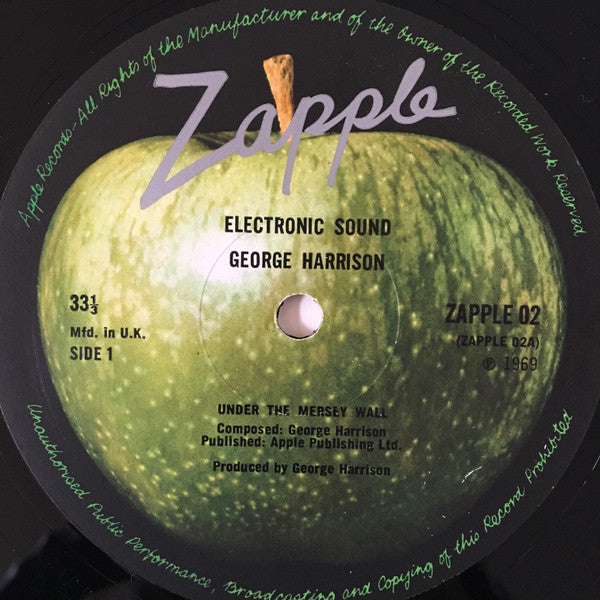 Apple Records-All Rights of the Manufacturer and of the Owner of the Recorded Work Reserved
Zapple
ELECTRONIC SOUND
GEORGE HARRISON
33⅓
Mfd. in U.K.
SIDE 1
ZAPPLE 02
(ZAPPLE 02A)
℗ 1969
UNDER THE MERSEY WALL
Composed: George Harrison
Published: Apple Publishing Ltd.
Produced by George Harrison
Unauthorised Public Performance, Broadcasting and Copying of this Record Prohibited